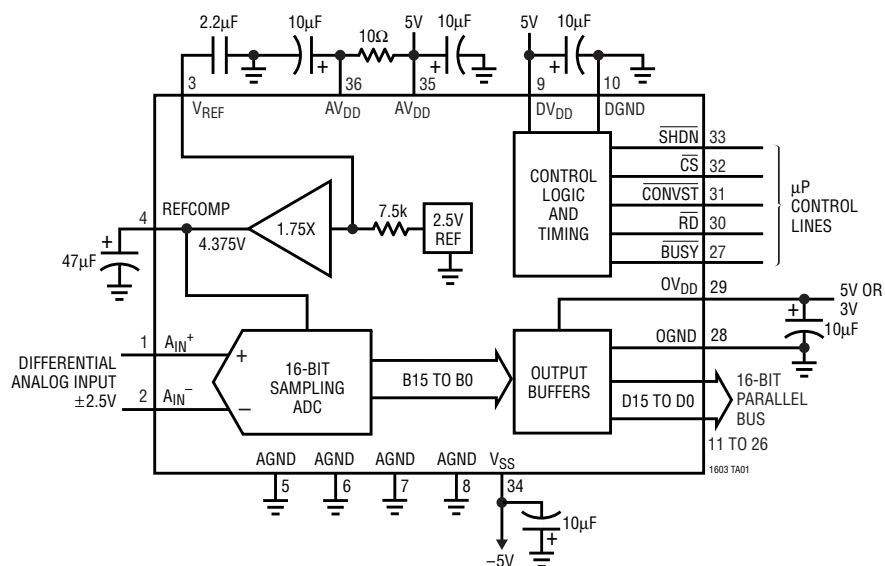 2.2µF
10µF
10Ω
5V
10µF
5V
10µF
3
36
35
9
10
VREF
AVDD
AVDD
DVDD
DGND
SHDN
33
CS
32
CONVST
31
RD
30
BUSY
27
µP
CONTROL
LINES
CONTROL
LOGIC
AND
TIMING
4
REFCOMP
4.375V
1.75X
7.5k
2.5V
REF
47µF
+
OVDD
29
5V OR
3V
10µF
OGND
28
1
AIN+
DIFFERENTIAL
ANALOG INPUT
±2.5V
2
AIN−
+
−
16-BIT
SAMPLING
ADC
B15 TO B0
OUTPUT
BUFFERS
D15 TO D0
16-BIT
PARALLEL
BUS
11 TO 26
1603 TA01
AGND
AGND
AGND
AGND
VSS
5
6
7
8
34
10µF
+
−5V